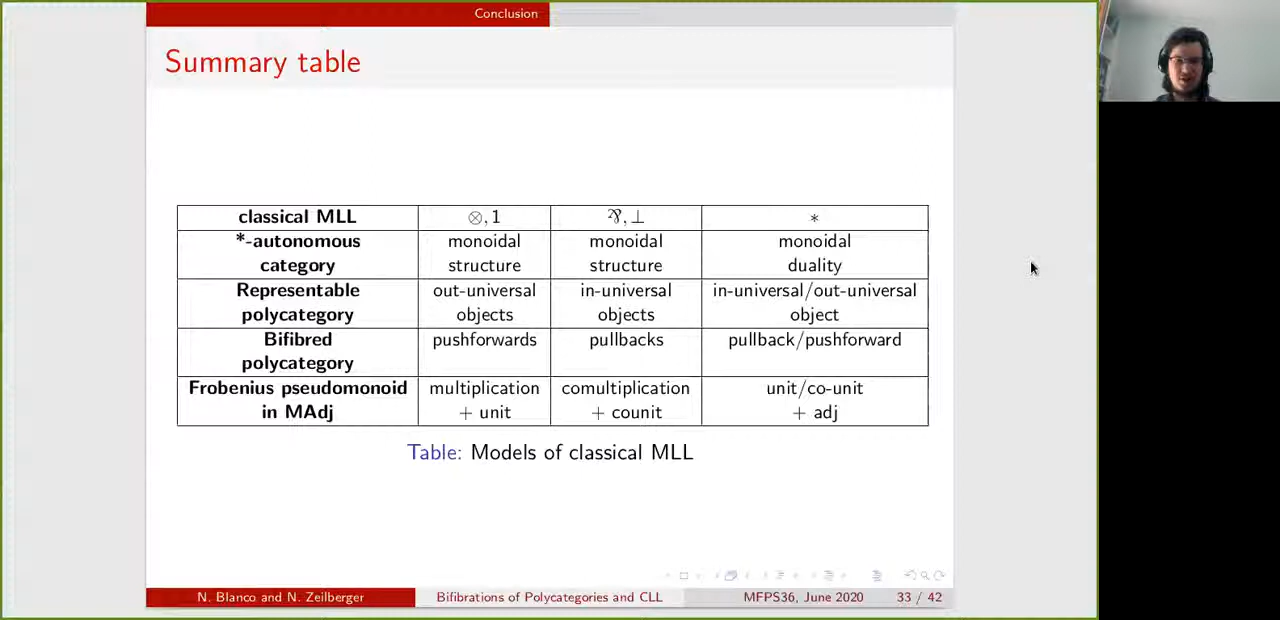 Conclusion
Summary table
classical MLL ⊗, 1 ⅋, ⊥ *
*-autonomous monoidal monoidal monoidal
category structure structure duality
Representable out-universal in-universal in-universal/out-universal
polycategory objects objects object
Bifibred pushforwards pullbacks pullback/pushforward
polycategory
Frobenius pseudomonoid multiplication comultiplication unit/co-unit
in MAdj + unit + counit + adj
Table: Models of classical MLL
N. Blanco and N. Zeilberger Bifibrations of Polycategories and CLL MFPS36, June 2020 33 / 42